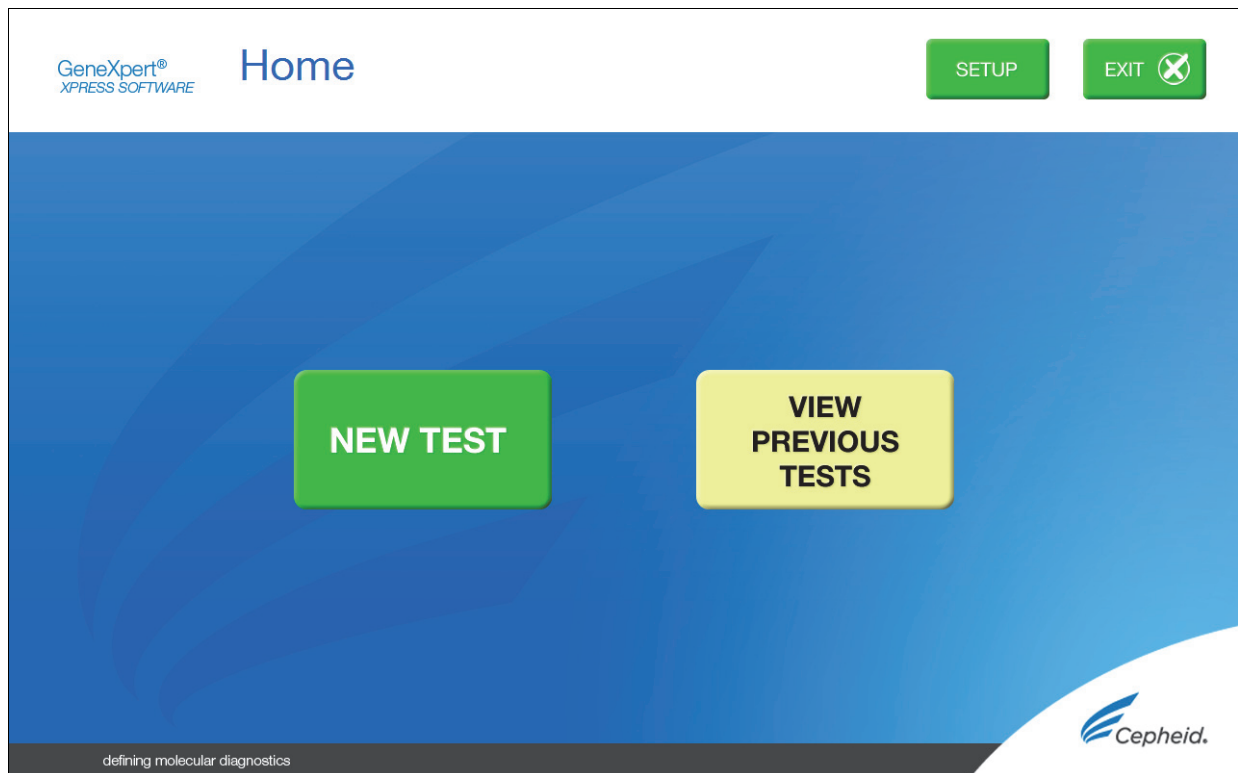 GeneXpert®
XPRESS SOFTWARE
Home
SETUP
EXIT
NEW TEST
VIEW
PREVIOUS
TESTS
Cepheid.
defining molecular diagnostics